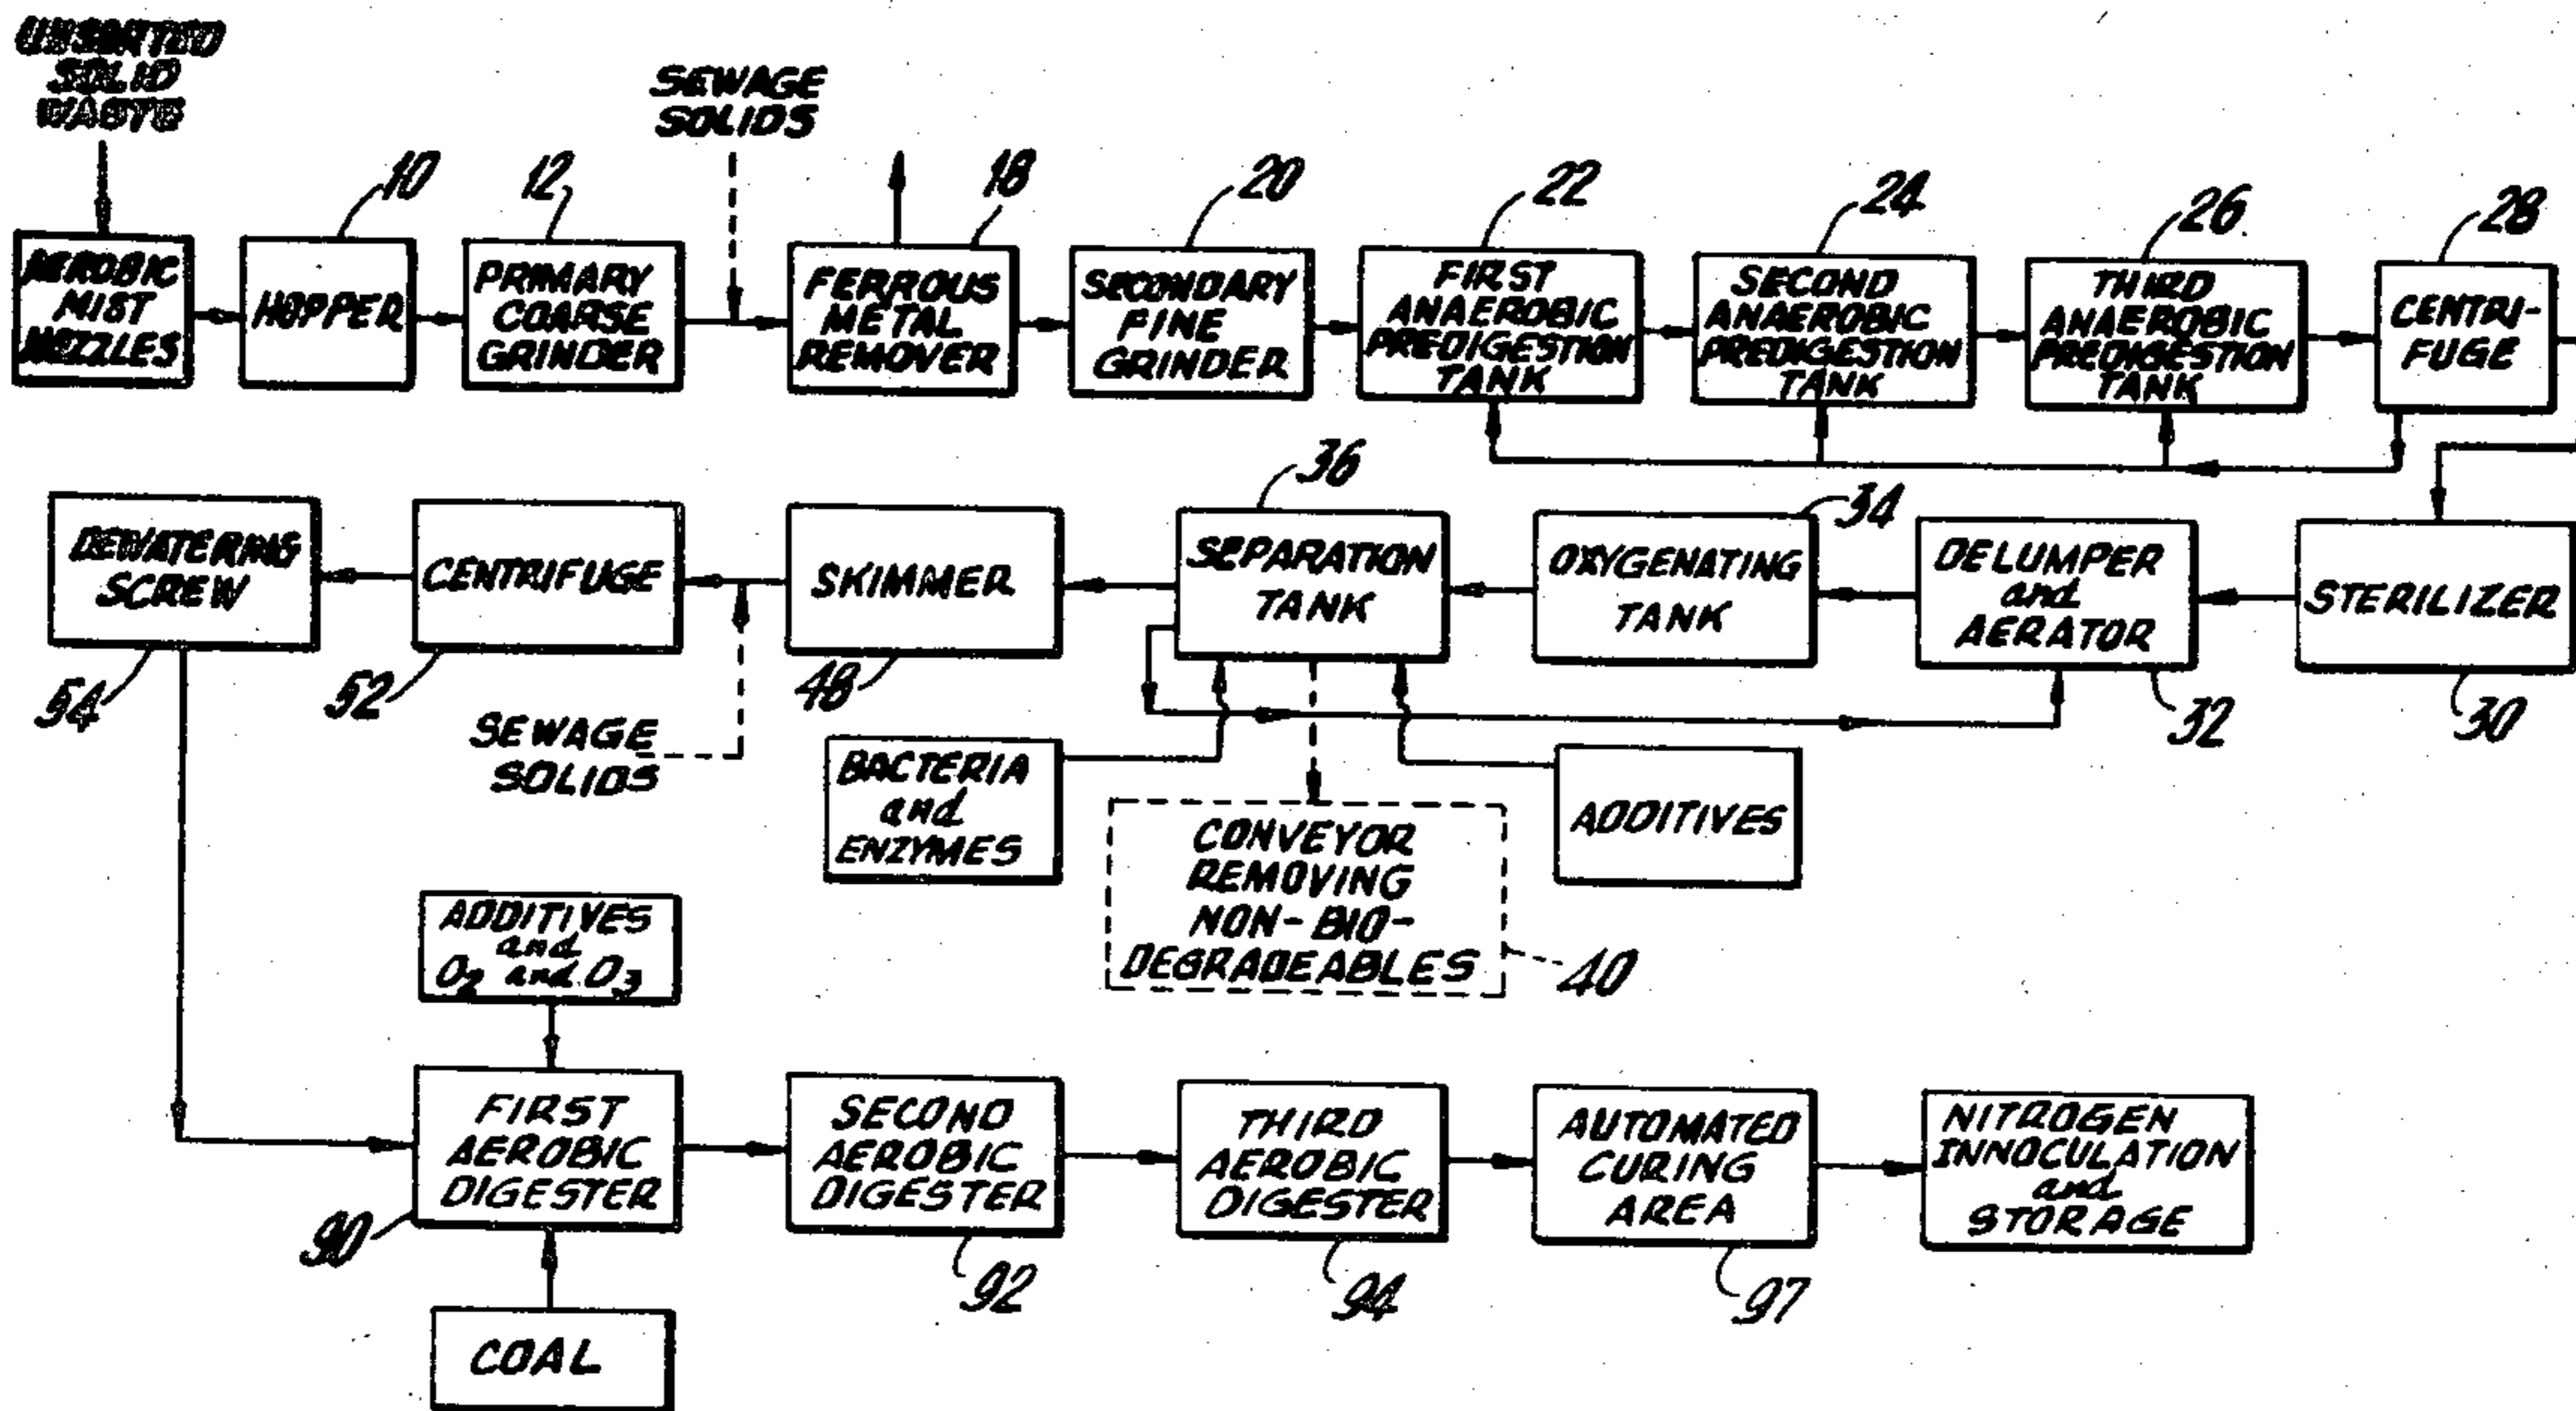 UNSORTED
SOLID
WASTE
SEWAGE
SOLIDS
10
12
18
20
22
24
26
28
AEROBIC
MIST
NOZZLES
HOPPER
PRIMARY
COARSE
GRINDER
FERROUS
METAL
REMOVER
SECONDARY
FINE
GRINDER
FIRST
ANAEROBIC
PREDIGESTION
TANK
SECOND
ANAEROBIC
PREDIGESTION
TANK
THIRD
ANAEROBIC
PREDIGESTION
TANK
CENTRI-
FUGE
36
34
DEWATERING
SCREW
CENTRIFUGE
SKIMMER
SEPARATION
TANK
OXYGENATING
TANK
DELUMPER
and
AERATOR
STERILIZER
54
52
48
32
30
SEWAGE
SOLIDS
BACTERIA
and
ENZYMES
CONVEYOR
REMOVING
NON-BIO-
DEGRADEABLES
40
ADDITIVES
ADDITIVES
and
O2 and O3
FIRST
AEROBIC
DIGESTER
SECOND
AEROBIC
DIGESTER
THIRD
AEROBIC
DIGESTER
AUTOMATED
CURING
AREA
NITROGEN
INNOCULATION
and
STORAGE
90
92
94
97
COAL